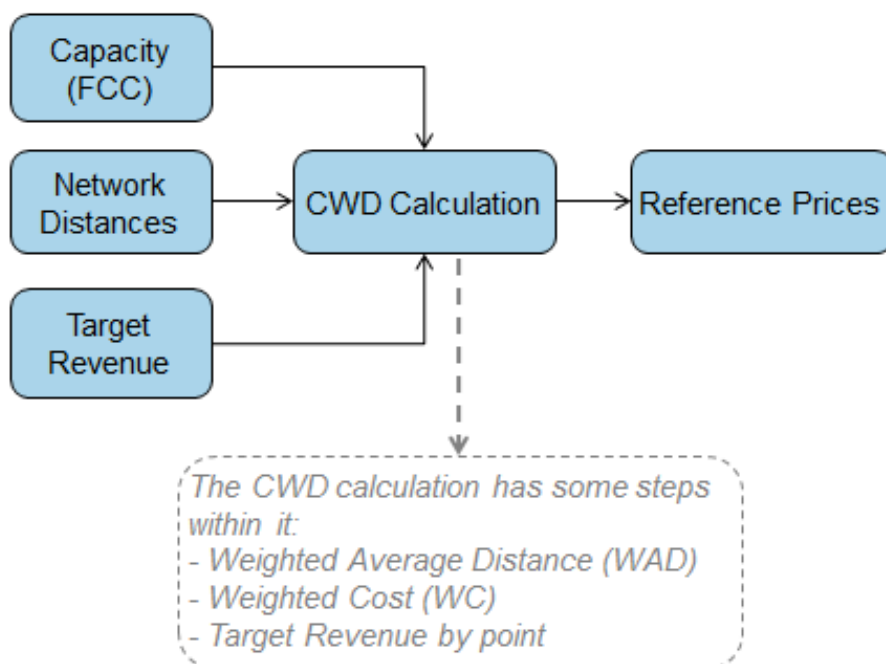 Capacity
(FCC)
Network
Distances
CWD Calculation
Reference Prices
Target
Revenue
The CWD calculation has some steps
within it:
- Weighted Average Distance (WAD)
- Weighted Cost (WC)
- Target Revenue by point